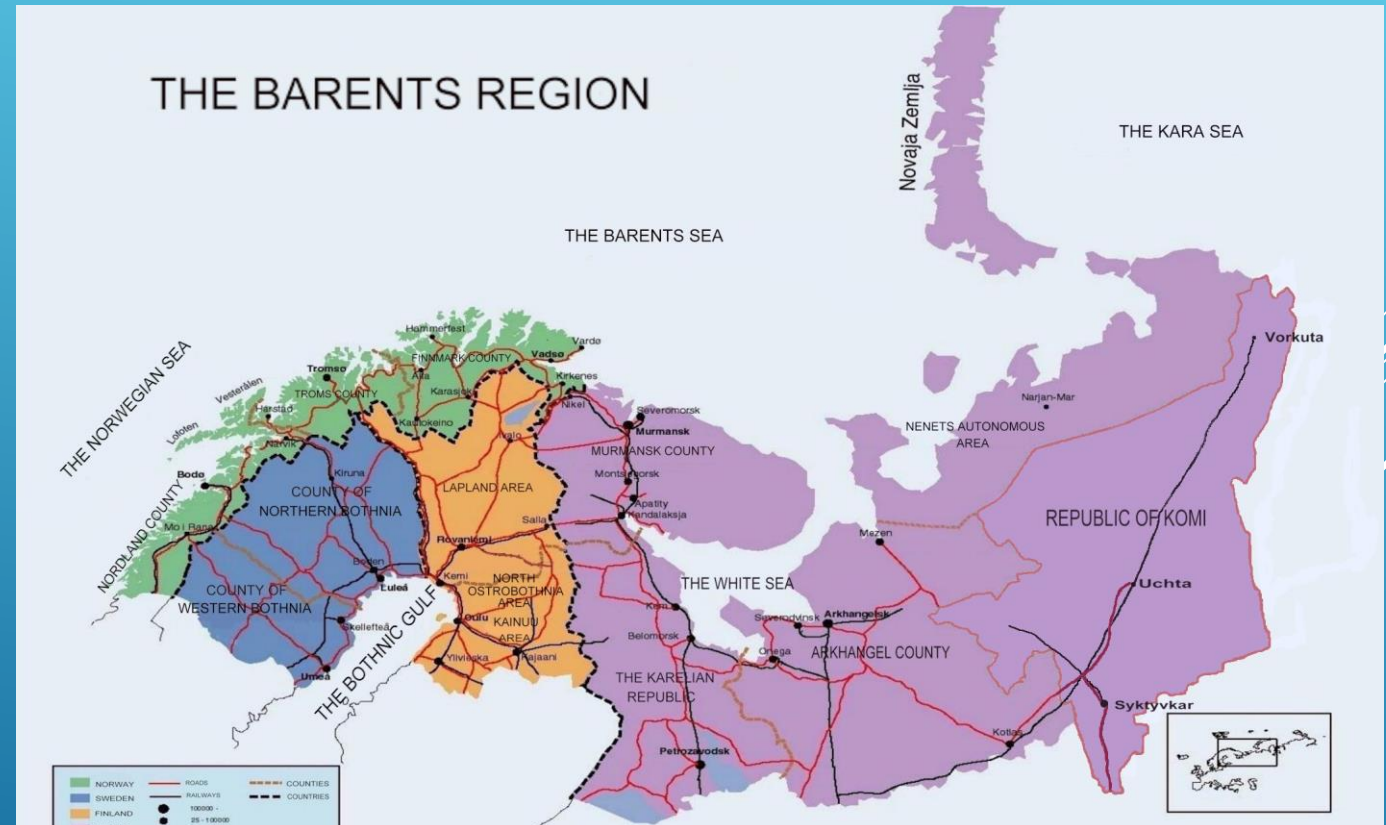 THE BARENTS REGION
Novaja Zemlja
THE KARA SEA
THE BARENTS SEA
THE NORWEGIAN SEA
Hammerfest
Vardø
FINNMARK COUNTY
Vadsø
Tromsø
Alta
Kirkenes
Vesterålen
TROMS COUNTY
Karasjok
Nikel
Harstad
Kautokeino
Severomorsk
Lofoten
Murmansk
Narvik
Ivalo
MURMANSK COUNTY
Vorkuta
Narjan-Mar
NENETS AUTONOMOUS
AREA
Bodø
Kiruna
Montsjegorsk
COUNTY OF
NORTHERN BOTHNIA
LAPLAND AREA
Apatity
Kandalaksja
NORDLAND COUNTY
Mo i Rana
Salla
REPUBLIC OF KOMI
Rovaniemi
Mezen
Boden
Kemi
NORTH
OSTROBOTHNIA
AREA
THE WHITE SEA
Luleå
Uchta
COUNTY OF
WESTERN BOTHNIA
Kem
Skellefteå
Oulu
KAINUU
AREA
Severodvinsk
Arkhangelsk
Belomorsk
THE BOTHNIC GULF
Ylivieska
Kajaani
Onega
ARKHANGEL COUNTY
Umeå
THE KARELIAN
REPUBLIC
Syktyvkar
Kotlas
Petrozavodsk
NORWAY
ROADS
COUNTIES
SWEDEN
RAILWAYS
COUNTRIES
FINLAND
100000 -
25 - 100000